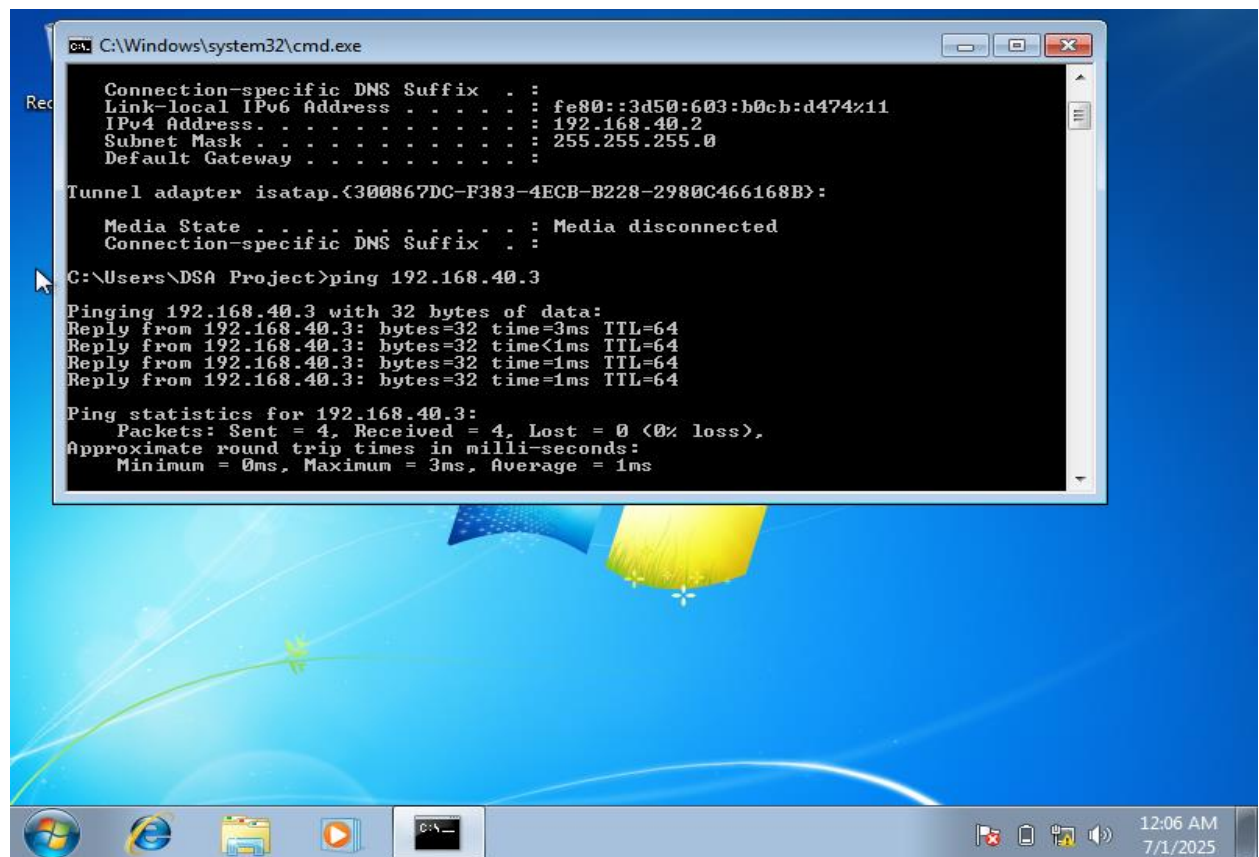 C:\Windows\system32\cmd.exe
Connection-specific DNS Suffix  . :
Link-local IPv6 Address . . . . . : fe80::3d50:603:b0cb:d474%11
IPv4 Address. . . . . . . . . . . : 192.168.40.2
Subnet Mask . . . . . . . . . . . : 255.255.255.0
Default Gateway . . . . . . . . . :
Tunnel adapter isatap.{300867DC-F383-4ECB-B228-2980C466168B}:
Media State . . . . . . . . . . . : Media disconnected
Connection-specific DNS Suffix  . :
C:\Users\DSA Project>ping 192.168.40.3
Pinging 192.168.40.3 with 32 bytes of data:
Reply from 192.168.40.3: bytes=32 time=3ms TTL=64
Reply from 192.168.40.3: bytes=32 time<1ms TTL=64
Reply from 192.168.40.3: bytes=32 time=1ms TTL=64
Reply from 192.168.40.3: bytes=32 time=1ms TTL=64
Ping statistics for 192.168.40.3:
Packets: Sent = 4, Received = 4, Lost = 0 (0% loss),
Approximate round trip times in milli-seconds:
Minimum = 0ms, Maximum = 3ms, Average = 1ms
Rec
C:\
12:06 AM
7/1/2025